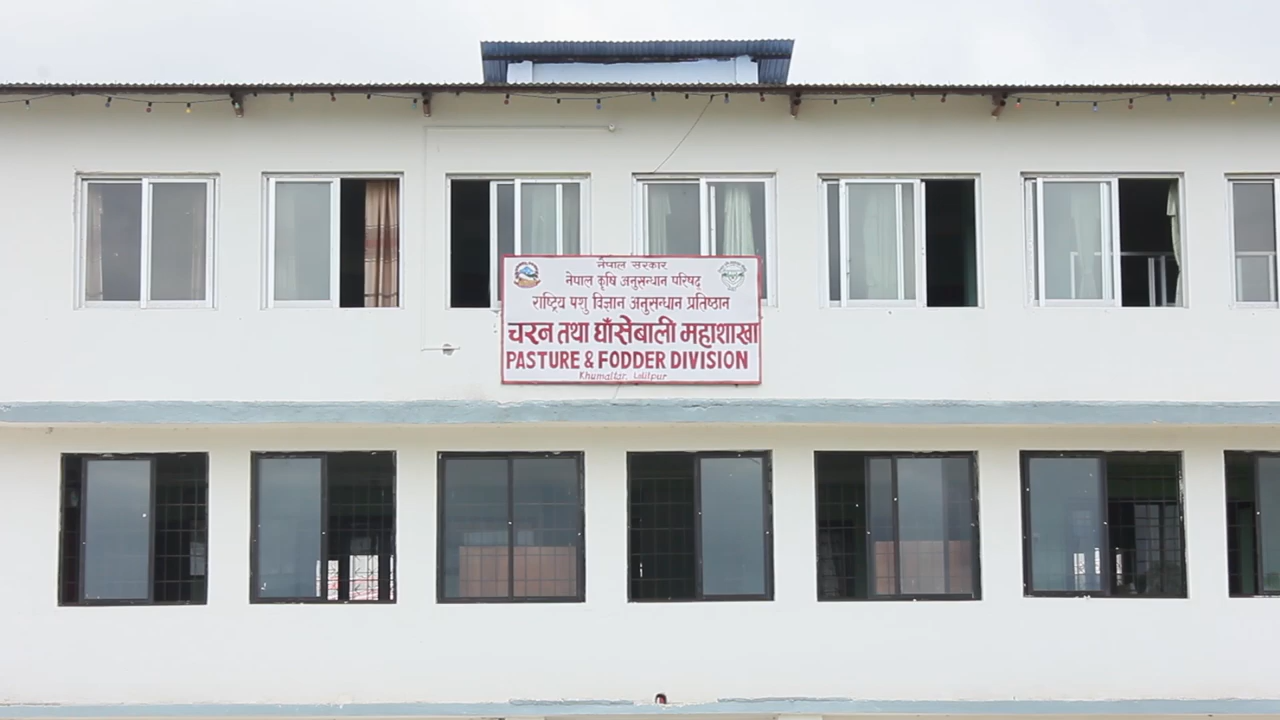 नेपाल सरकार
नेपाल कृषि अनुसन्धान परिषद्
राष्ट्रिय पशु विज्ञान अनुसन्धान प्रतिष्ठान
चरन तथा घाँसेबाली महाशाखा
PASTURE & FODDER DIVISION
Khumaltar, Lalitpur